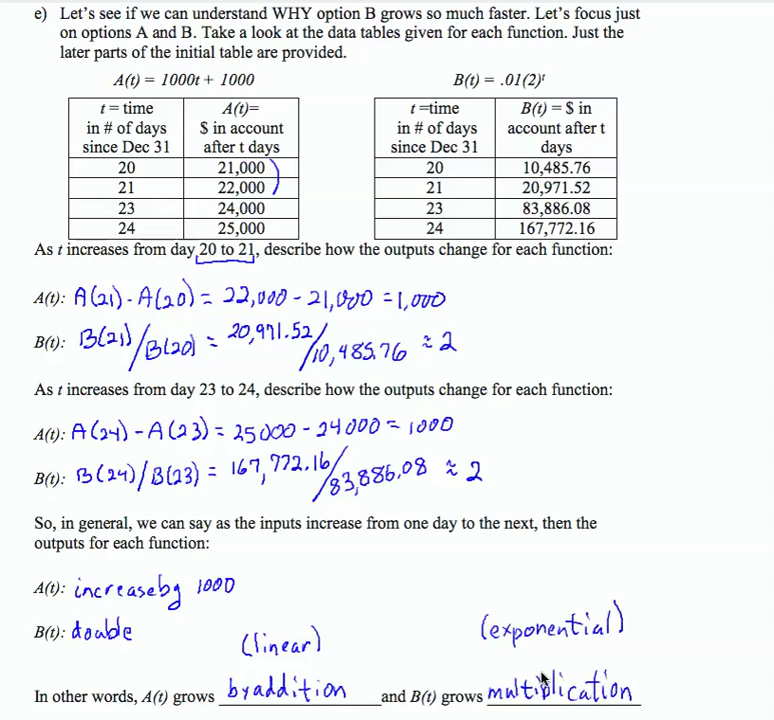 e) Let's see if we can understand WHY option B grows so much faster. Let's focus just
on options A and B. Take a look at the data tables given for each function. Just the
later parts of the initial table are provided.
A(t) = 1000t + 1000
B(t) = .01(2)ᵗ
t = time in # of days since Dec 31 | A(t)= $ in account after t days
20 | 21,000
21 | 22,000
23 | 24,000
24 | 25,000
t =time in # of days since Dec 31 | B(t) = $ in account after t days
20 | 10,485.76
21 | 20,971.52
23 | 83,886.08
24 | 167,772.16
As t increases from day 20 to 21, describe how the outputs change for each function:
A(t): A(21) - A(20) = 22,000 - 21,000 = 1,000
B(t): B(21)/B(20) = 20,971.52/10,485.76 ≈ 2
As t increases from day 23 to 24, describe how the outputs change for each function:
A(t): A(24) - A(23) = 25000 - 24000 = 1000
B(t): B(24)/B(23) = 167,772.16/83,886.08 ≈ 2
So, in general, we can say as the inputs increase from one day to the next, then the
outputs for each function:
A(t): increase by 1000
B(t): double
(linear) (exponential)
In other words, A(t) grows by addition and B(t) grows multiplication